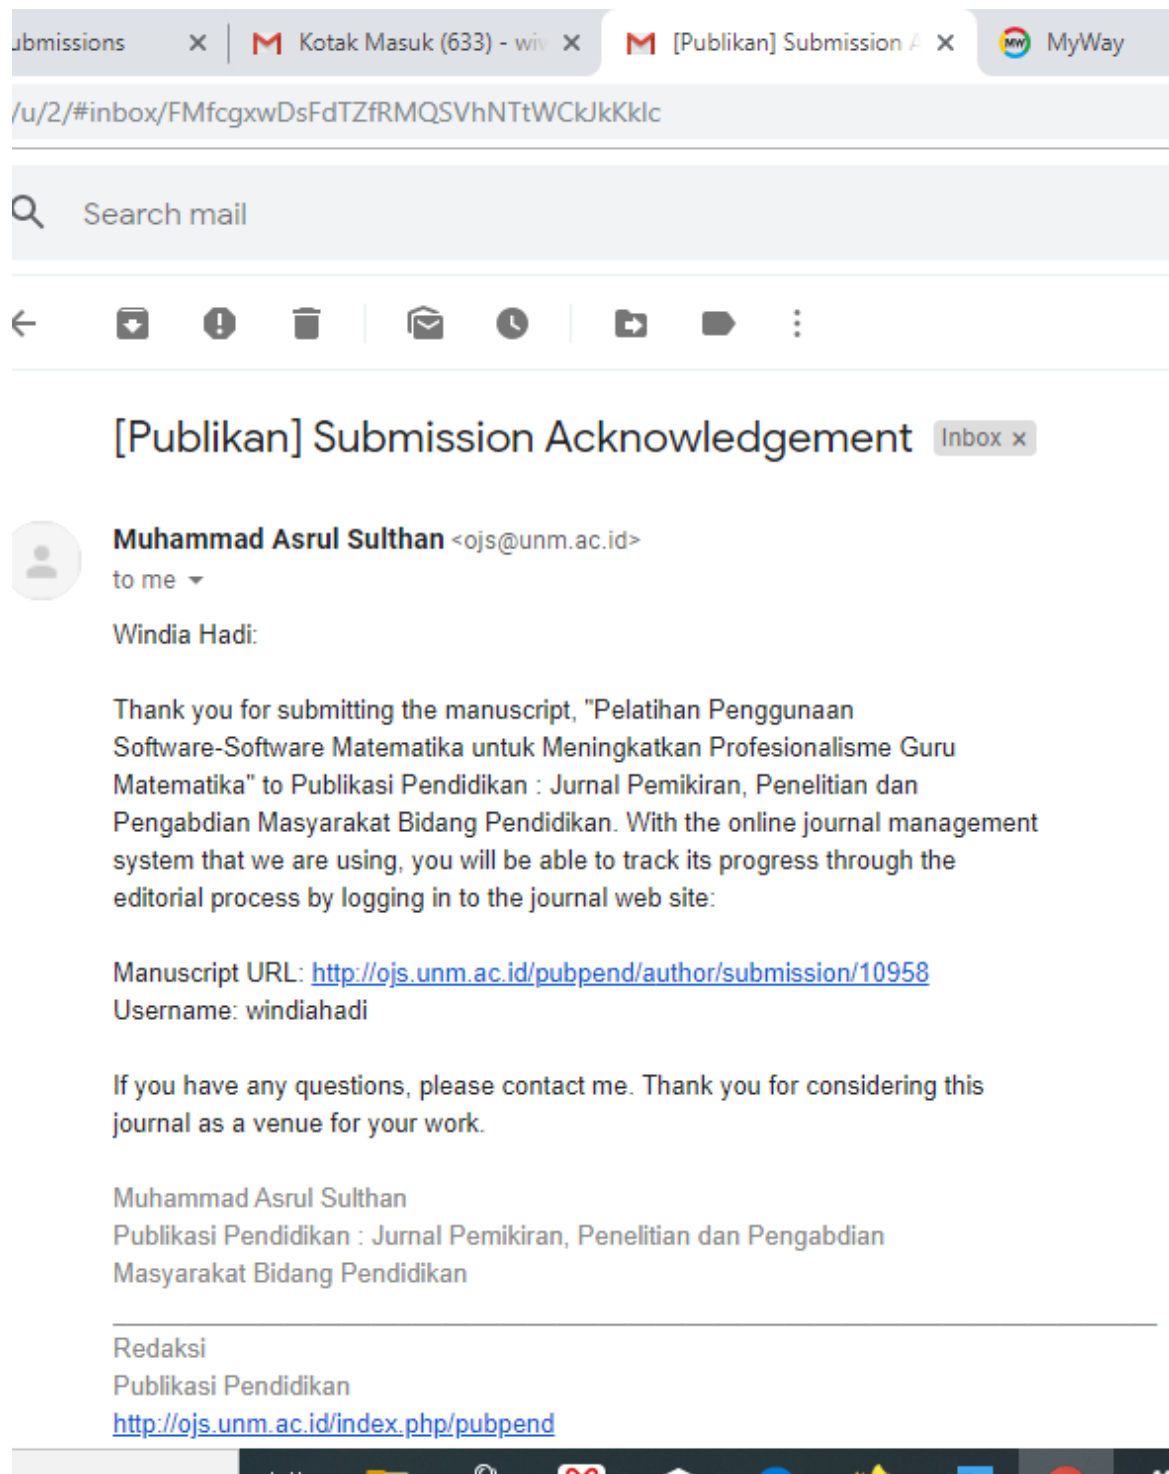 ubmissions Kotak Masuk (633) - wiv [Publikan] Submission A MyWay
/u/2/#inbox/FMfcgxwDsFdTZfRMQSVhNTtWCkJkKklc
Search mail
[Publikan] Submission Acknowledgement Inbox x
Muhammad Asrul Sulthan <ojs@unm.ac.id>
to me
Windia Hadi:
Thank you for submitting the manuscript, "Pelatihan Penggunaan
Software-Software Matematika untuk Meningkatkan Profesionalisme Guru
Matematika" to Publikasi Pendidikan : Jurnal Pemikiran, Penelitian dan
Pengabdian Masyarakat Bidang Pendidikan. With the online journal management
system that we are using, you will be able to track its progress through the
editorial process by logging in to the journal web site:
Manuscript URL: http://ojs.unm.ac.id/pubpend/author/submission/10958
Username: windiahadi
If you have any questions, please contact me. Thank you for considering this
journal as a venue for your work.
Muhammad Asrul Sulthan
Publikasi Pendidikan : Jurnal Pemikiran, Penelitian dan Pengabdian
Masyarakat Bidang Pendidikan
Redaksi
Publikasi Pendidikan
http://ojs.unm.ac.id/index.php/pubpend